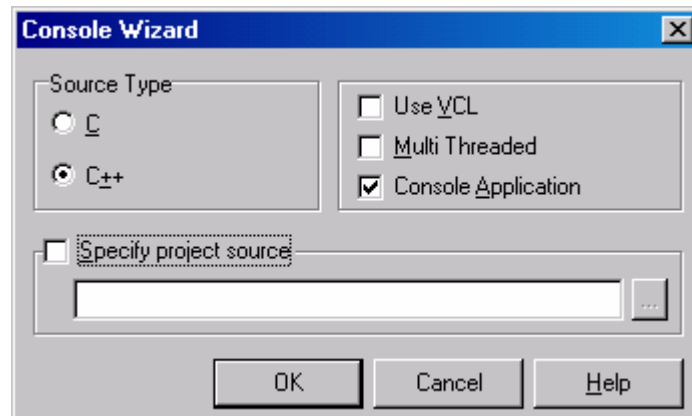 Console Wizard
Source Type
C
C++
Use VCL
Multi Threaded
Console Application
Specify project source
...
OK
Cancel
Help